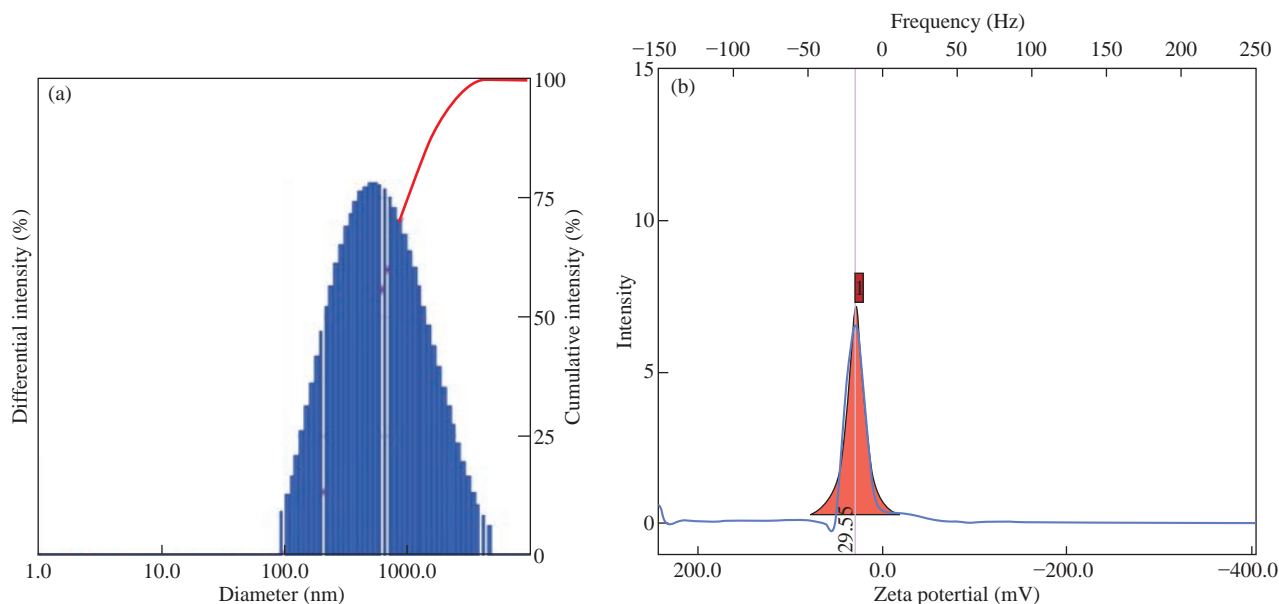 (a)
Differential intensity (%)
100
75
50
25
0
Cumulative intensity (%)
1.0 10.0 100.0 1000.0
Diameter (nm)
Frequency (Hz)
−150 −100 −50 0 50 100 150 200 250
(b)
15
10
5
0
Intensity
1
29.55
200.0 0.0 −200.0 −400.0
Zeta potertial (mV)